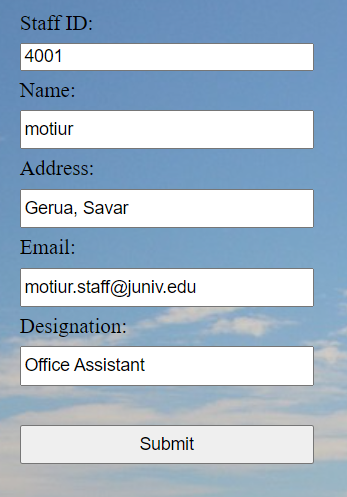 Staff ID:
4001
Name:
motiur
Address:
Gerua, Savar
Email:
motiur.staff@juniv.edu
Designation:
Office Assistant
Submit